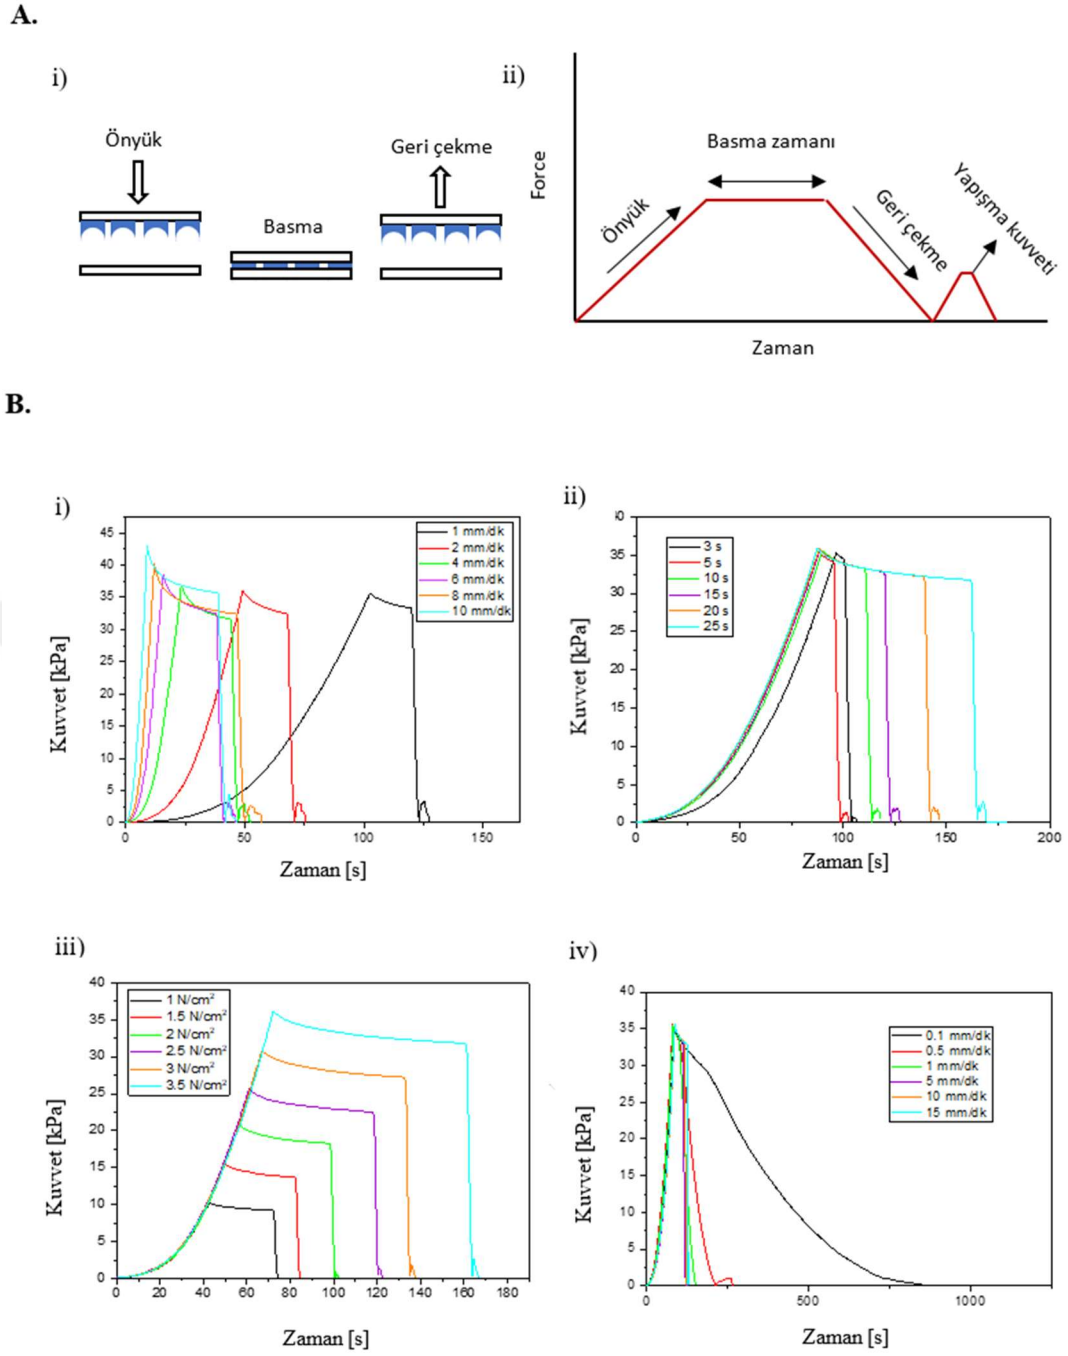 A.
i)
Önyük
Basma
Geri çekme
ii)
Force
Önyük
Basma zamanı
Geri çekme
Yapışma kuvveti
Zaman
B.
i)
Kuvvet [kPa]
45
40
35
30
25
20
15
10
5
0
0 50 100 150
1 mm/dk
2 mm/dk
4 mm/dk
6 mm/dk
8 mm/dk
10 mm/dk
Zaman [s]
ii)
Kuvvet [kPa]
35
30
25
20
15
10
5
0
0 50 100 150 200
3 s
5 s
10 s
15 s
20 s
25 s
Zaman [s]
iii)
Kuvvet [kPa]
40
35
30
25
20
15
10
5
0
0 20 40 60 80 100 120 140 160 180
1 N/cm²
1.5 N/cm²
2 N/cm²
2.5 N/cm²
3 N/cm²
3.5 N/cm²
Zaman [s]
iv)
Kuvvet [kPa]
40
35
30
25
20
15
10
5
0
0 500 1000
0.1 mm/dk
0.5 mm/dk
1 mm/dk
5 mm/dk
10 mm/dk
15 mm/dk
Zaman [s]